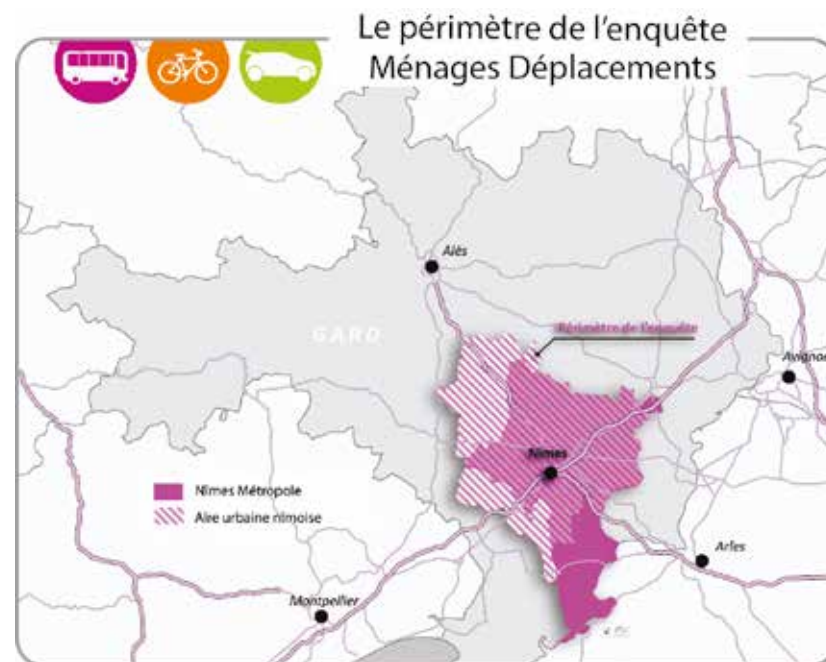 Le périmètre de l'enquête
Ménages Déplacements
Alès
GARD
Périmètre de l'enquête
Avignon
Nîmes
Nîmes Métropole
Aire urbaine nîmoise
Arles
Montpellier